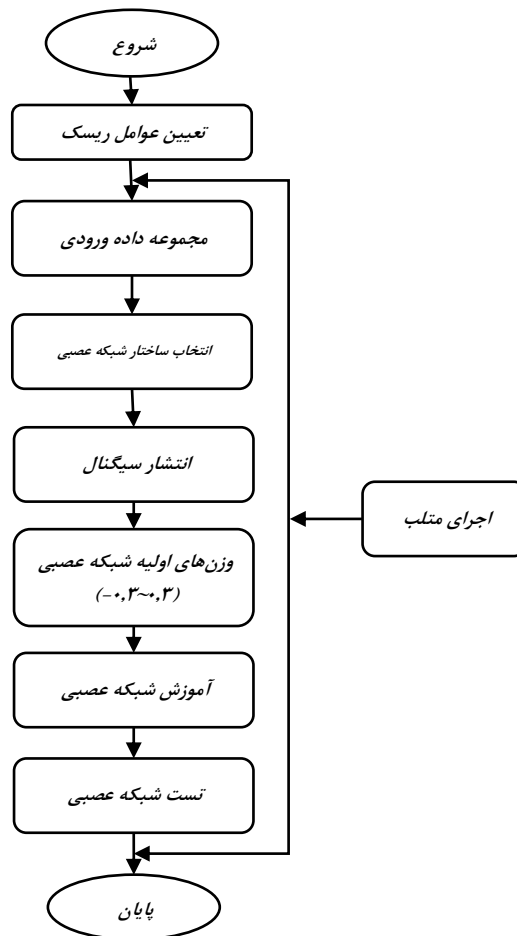 شروع
تعیین عوامل ریسک
مجموعه داده ورودی
انتخاب ساختار شبکه عصبی
انتشار سیگنال
وزن‌های اولیه شبکه عصبی
(-۰,۳~۰,۳)
آموزش شبکه عصبی
تست شبکه عصبی
پایان
اجرای متلب